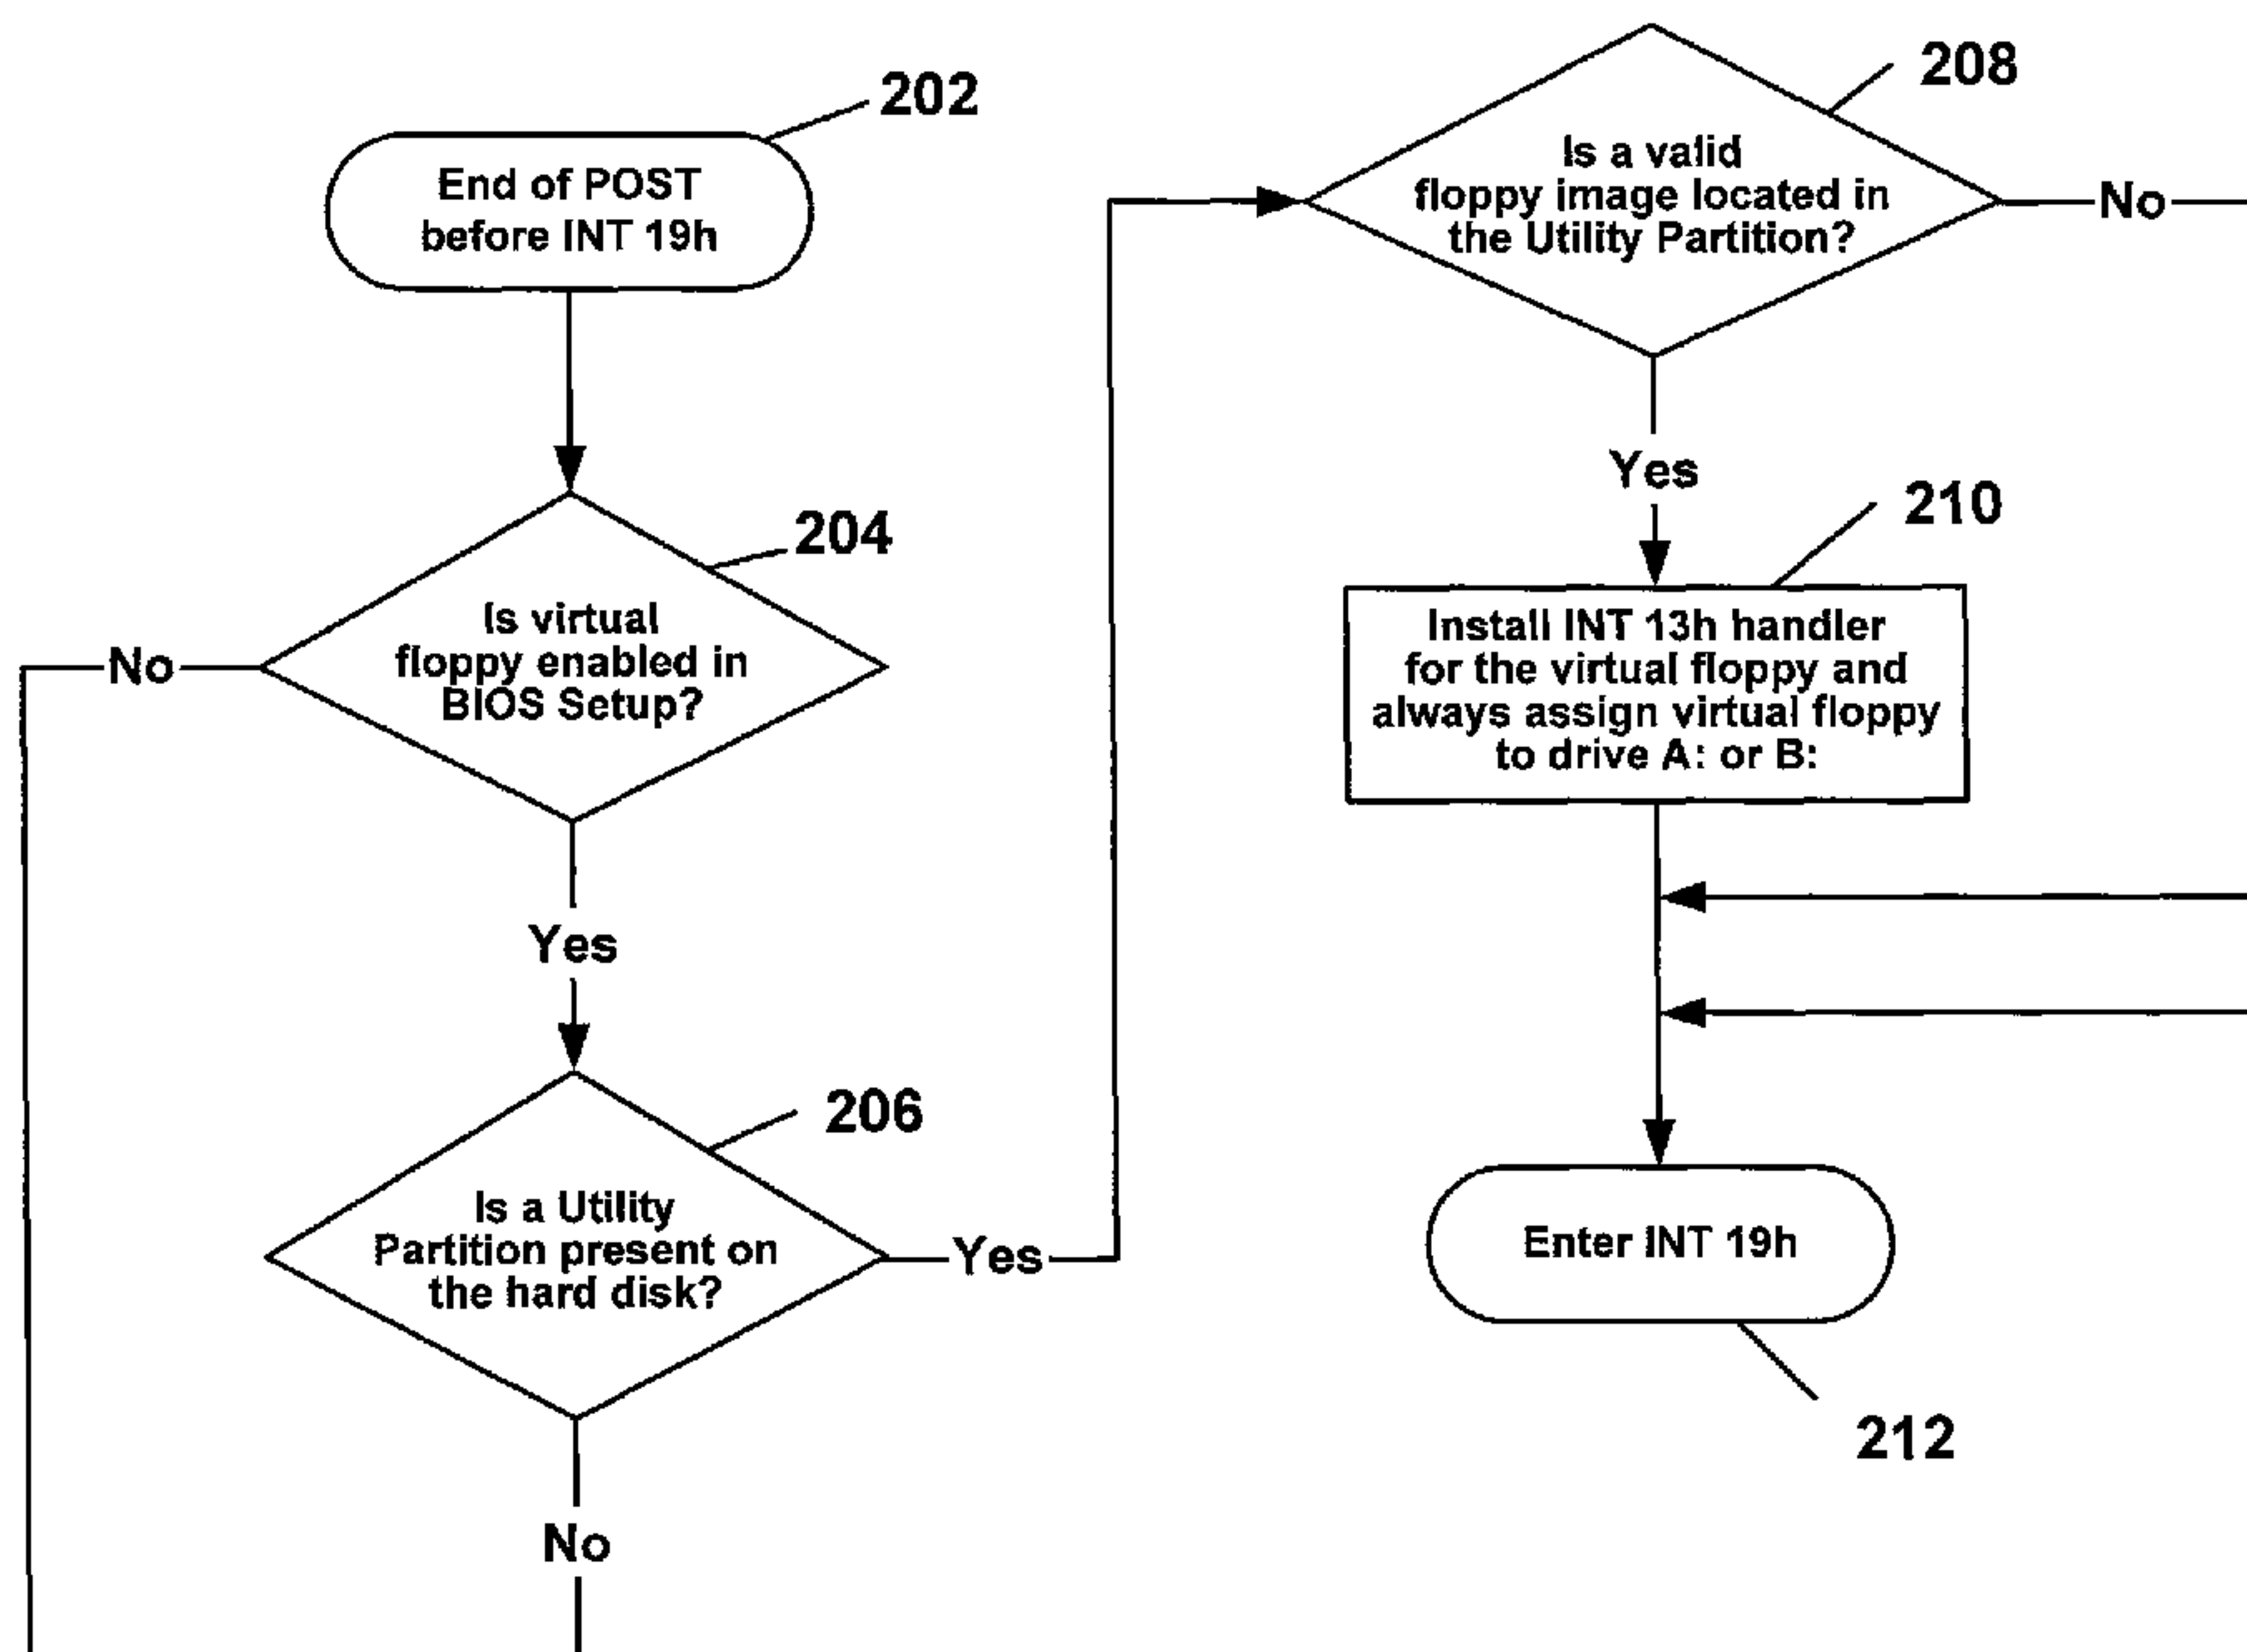 202
End of POST
before INT 19h
204
Is virtual
floppy enabled in
BIOS Setup?
No
Yes
206
Is a Utility
Partition present on
the hard disk?
Yes
No
208
Is a valid
floppy image located in
the Utility Partition?
No
Yes
210
Install INT 13h handler
for the virtual floppy and
always assign virtual floppy
to drive A: or B:
Enter INT 19h
212